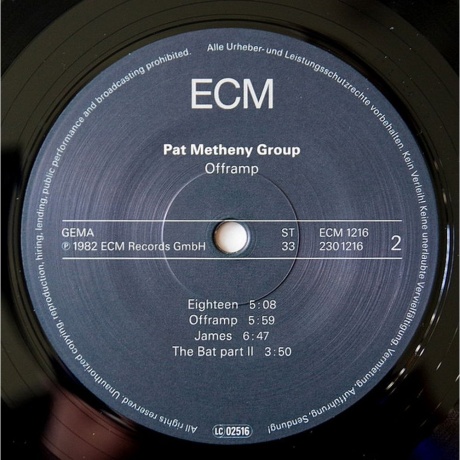 All rights reserved. Unauthorized copying, reproduction, hiring, lending, public performance and broadcasting prohibited.
Alle Urheber- und Leistungsschutzrechte vorbehalten. Kein Verleih! Keine unerlaubte Vervielfältigung, Vermietung, Aufführung, Sendung!
ECM
Pat Metheny Group
Offramp
GEMA ST ECM 1216
℗ 1982 ECM Records GmbH 33 2301216 2
Eighteen 5:08
Offramp 5:59
James 6:47
The Bat part II 3:50
LC 02516